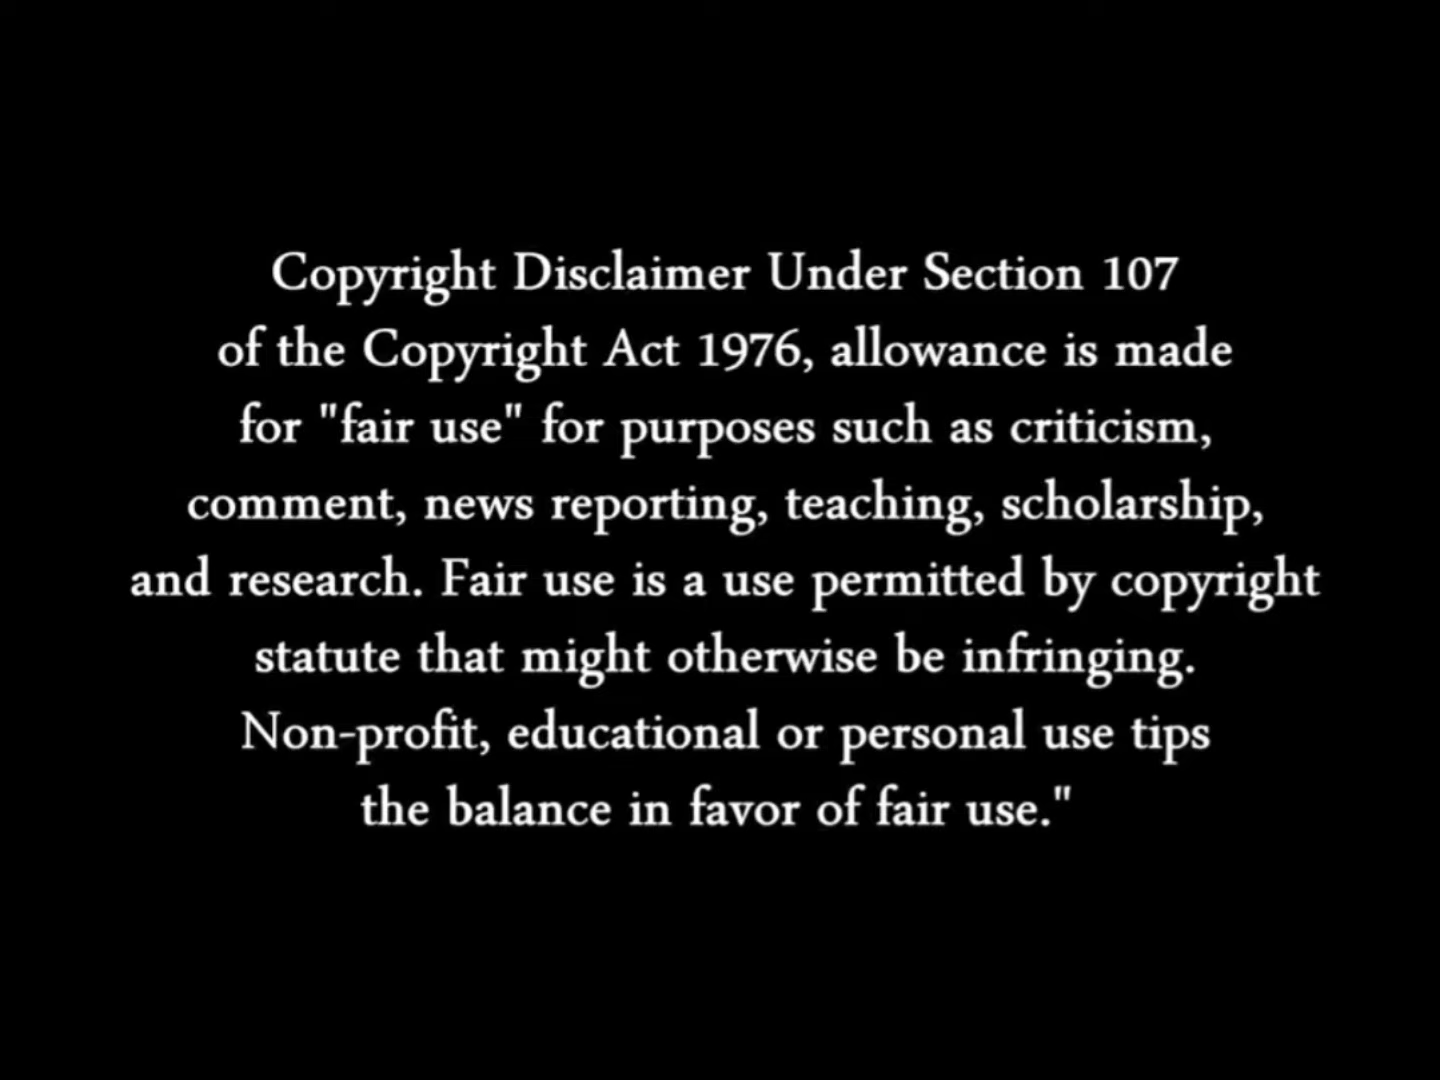 Copyright Disclaimer Under Section 107
of the Copyright Act 1976, allowance is made
for "fair use" for purposes such as criticism,
comment, news reporting, teaching, scholarship,
and research. Fair use is a use permitted by copyright
statute that might otherwise be infringing.
Non-profit, educational or personal use tips
the balance in favor of fair use."